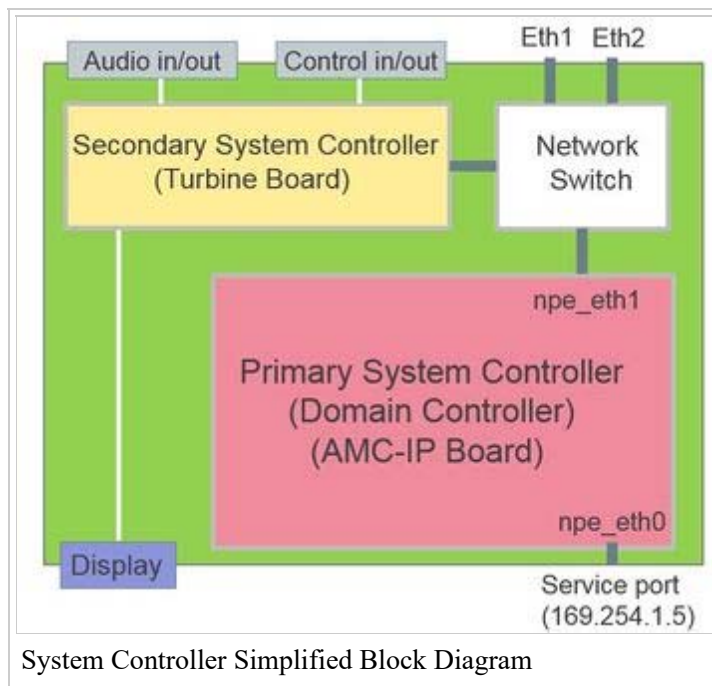 Eth1 Eth2
Audio in/out Control in/out
Secondary System Controller
(Turbine Board)
Network
Switch
npe_eth1
Primary System Controller
(Domain Controller)
(AMC-IP Board)
npe_eth0
Display
Service port
(169.254.1.5)
System Controller Simplified Block Diagram